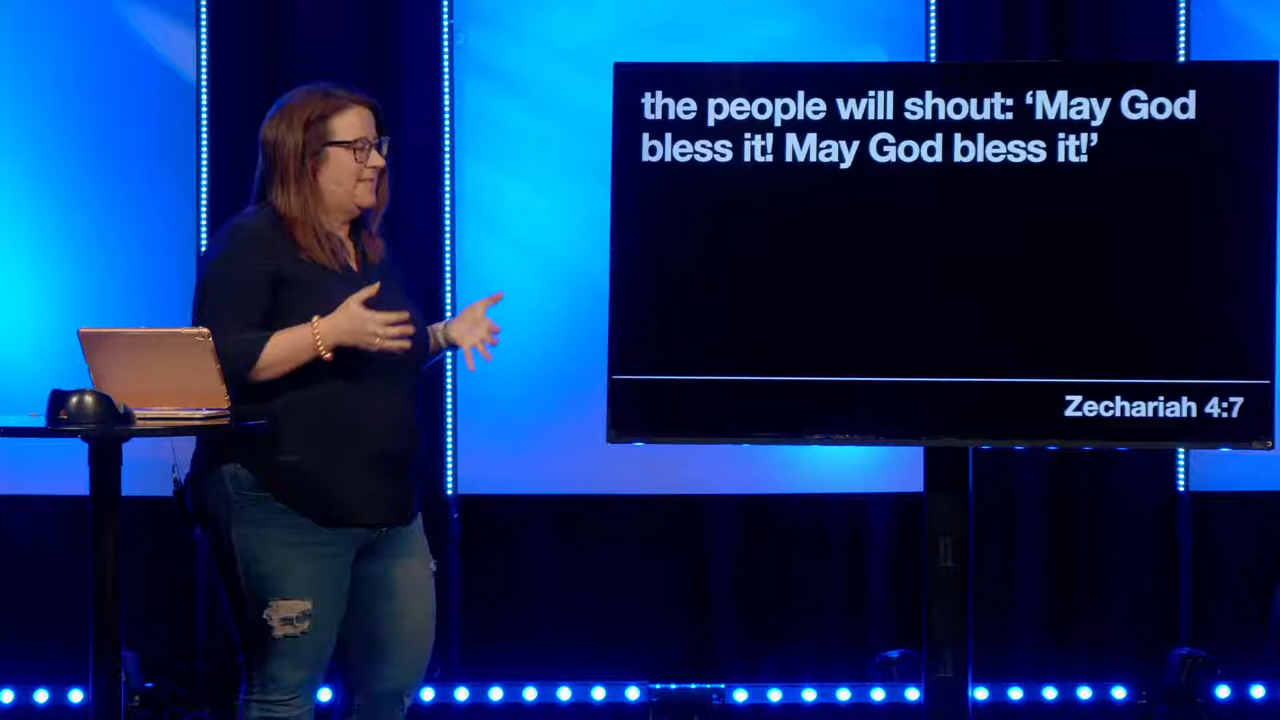 the people will shout: ‘May God
bless it! May God bless it!’
Zechariah 4:7